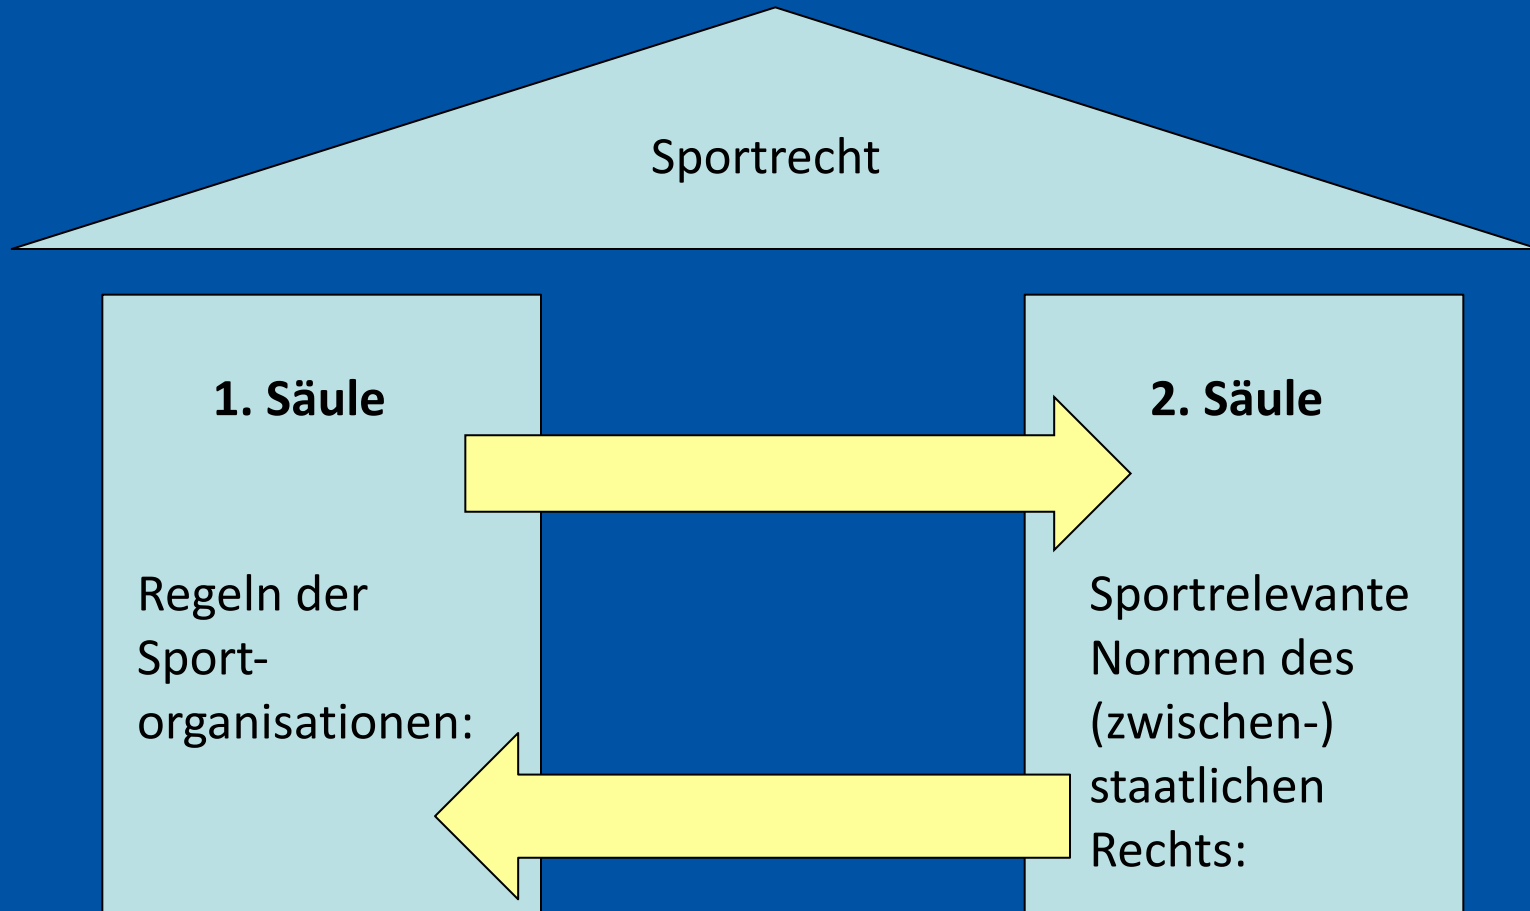 Sportrecht
1. Säule
Regeln der
Sport-
organisationen:
2. Säule
Sportrelevante
Normen des
(zwischen-)
staatlichen
Rechts: